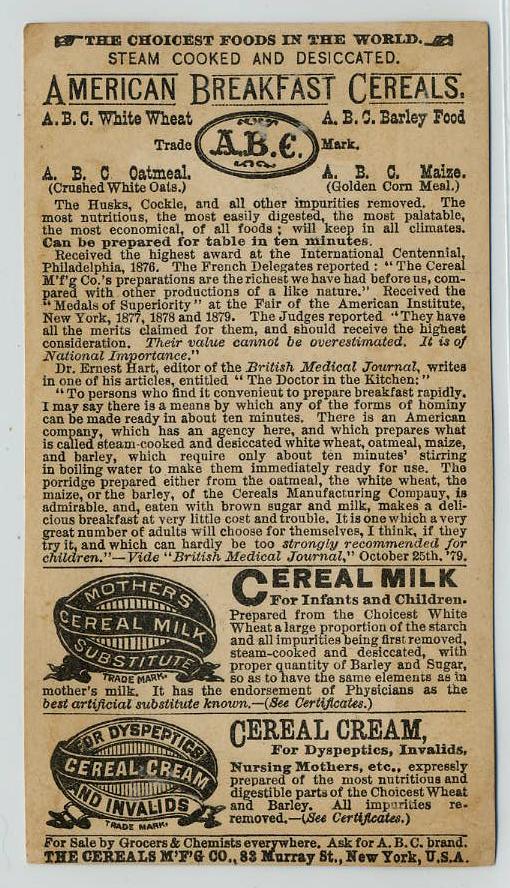 THE CHOICEST FOODS IN THE WORLD.
STEAM COOKED AND DESICCATED.
AMERICAN BREAKFAST CEREALS.
A. B. C. White Wheat
A. B. C. Barley Food
Trade
A.B.C.
Mark.
A. B. C Oatmeal.
(Crushed White Oats.)
A. B. C. Maize.
(Golden Corn Meal.)
The Husks, Cockle, and all other impurities removed. The
most nutritious, the most easily digested, the most palatable,
the most economical, of all foods; will keep in all climates.
Can be prepared for table in ten minutes.
Received the highest award at the International Centennial,
Philadelphia, 1876. The French Delegates reported: "The Cereal
M'f'g Co.'s preparations are the richest we have had before us, com-
pared with other productions of a like nature." Received the
"Medals of Superiority" at the Fair of the American Institute,
New York, 1877, 1878 and 1879. The Judges reported "They have
all the merits claimed for them, and should receive the highest
consideration. Their value cannot be overestimated. It is of
National Importance."
Dr. Ernest Hart, editor of the British Medical Journal, writes
in one of his articles, entitled "The Doctor in the Kitchen:"
"To persons who find it convenient to prepare breakfast rapidly,
I may say there is a means by which any of the forms of hominy
can be made ready in about ten minutes. There is an American
company, which has an agency here, and which prepares what
is called steam-cooked and desiccated white wheat, oatmeal, maize,
and barley, which require only about ten minutes' stirring
in boiling water to make them immediately ready for use. The
porridge prepared either from the oatmeal, the white wheat, the
maize, or the barley, of the Cereals Manufacturing Company, is
admirable. and, eaten with brown sugar and milk, makes a deli-
cious breakfast at very little cost and trouble. It is one which a very
great number of adults will choose for themselves, I think, if they
try it, and which can hardly be too strongly recommended for
children."—Vide "British Medical Journal," October 25th. '79.
MOTHER'S
CEREAL MILK
SUBSTITUTE
TRADE MARK.
CEREAL MILK
For Infants and Children.
Prepared from the Choicest White
Wheat a large proportion of the starch
and all impurities being first removed,
steam-cooked and desiccated, with
proper quantity of Barley and Sugar,
so as to have the same elements as in
mother's milk. It has the endorsement of Physicians as the
best artificial substitute known.—(See Certificates.)
FOR DYSPEPTICS
CEREAL CREAM
AND INVALIDS
TRADE MARK.
CEREAL CREAM,
For Dyspeptics, Invalids,
Nursing Mothers, etc., expressly
prepared of the most nutritious and
digestible parts of the Choicest Wheat
and Barley. All impurities re-
removed.—(See Certificates.)
For Sale by Grocers & Chemists everywhere. Ask for A. B. C. brand.
THE CEREALS M'F'G CO., 83 Murray St., New York, U.S.A.